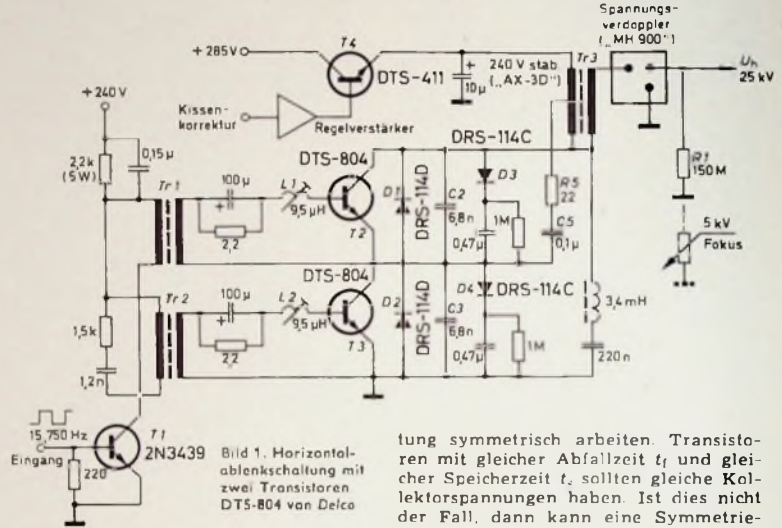 Spannungs-
verdoppler
(„MH 900")
+285V
T4
DTS-411
+
10µ
240 V stab
(„AX-3D")
Tr3
Uh
25 kV
+240V
Kissen-
korrektur
Regelverstärker
2,2k
(5W)
0,15µ
DRS-114C
R1
150M
DTS-804
Tr1
100µ
+
L1
9,5µH
2,2
T2
D1
DRS-114D
C2
6,8n
D3
1M
0,47µ
R5
22
C5
0,1µ
5 kV
Fokus
DTS-804
Tr2
100µ
+
L2
9,5µH
2,2
T3
D2
DRS-114D
C3
6,8n
D4
DRS-114C
1M
0,47µ
3,4mH
220n
1,5k
1,2n
15,750 Hz
Eingang
220
T1
2N3439
Bild 1. Horizontal-
ablenkschaltung mit
zwei Transistoren
DTS-804 von Delco
tung symmetrisch arbeiten. Transisto-
ren mit gleicher Abfallzeit tf und glei-
cher Speicherzeit ts sollten gleiche Kol-
lektorspannungen haben. Ist dies nicht
der Fall, dann kann eine Symmetrie-